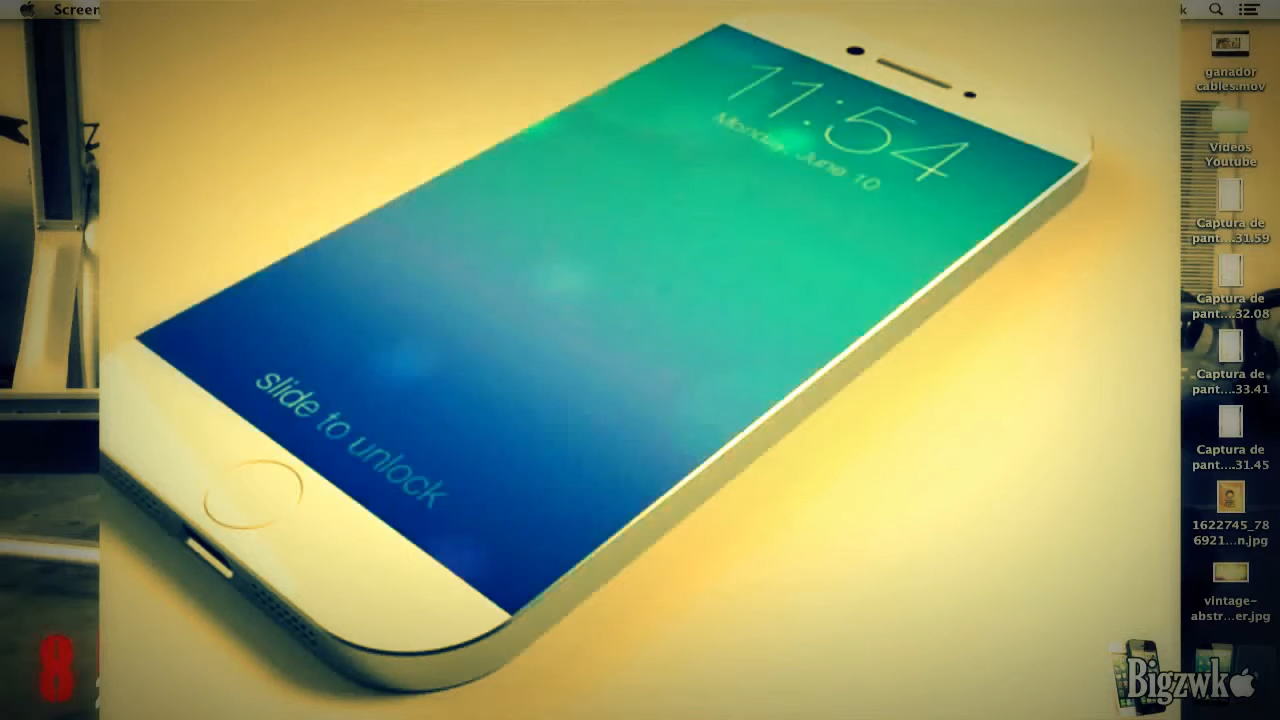 Screen
k
11:54
Monday, June 10
slide to unlock
ganador
cables.mov
Videos
Youtube
Captura de
pant....31.59
Captura de
pant....32.08
Captura de
pant....33.41
Captura de
pant....31.45
1622745_78
6921...n.jpg
vintage-
abstr...er.jpg
8
Bigzwk